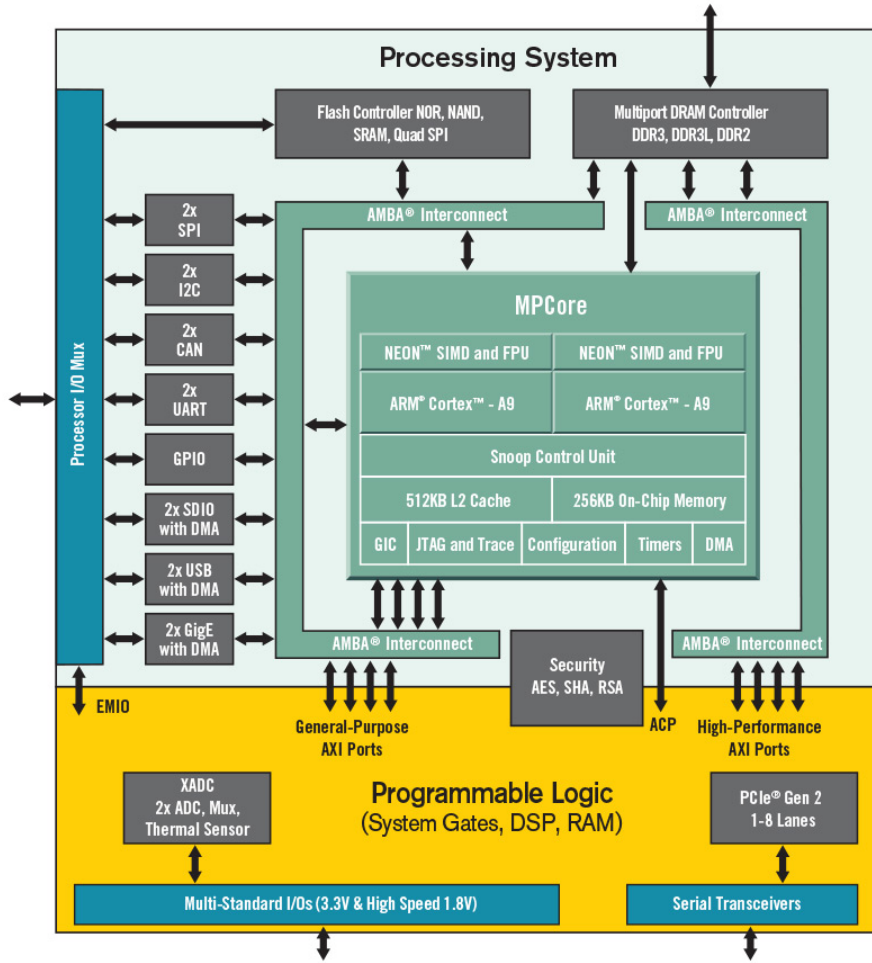 Processing System
Flash Controller NOR, NAND,
SRAM, Quad SPI
Multiport DRAM Controller
DDR3, DDR3L, DDR2
Processor I/O Mux
2x
SPI
2x
I2C
2x
CAN
2x
UART
GPIO
2x SDIO
with DMA
2x USB
with DMA
2x GigE
with DMA
AMBA® Interconnect
AMBA® Interconnect
MPCore
NEON™ SIMD and FPU
NEON™ SIMD and FPU
ARM® Cortex™ - A9
ARM® Cortex™ - A9
Snoop Control Unit
512KB L2 Cache
256KB On-Chip Memory
GIC
JTAG and Trace
Configuration
Timers
DMA
AMBA® Interconnect
AMBA® Interconnect
Security
AES, SHA, RSA
EMIO
General-Purpose
AXI Ports
ACP
High-Performance
AXI Ports
XADC
2x ADC, Mux,
Thermal Sensor
Programmable Logic
(System Gates, DSP, RAM)
PCIe® Gen 2
1-8 Lanes
Multi-Standard I/Os (3.3V & High Speed 1.8V)
Serial Transceivers